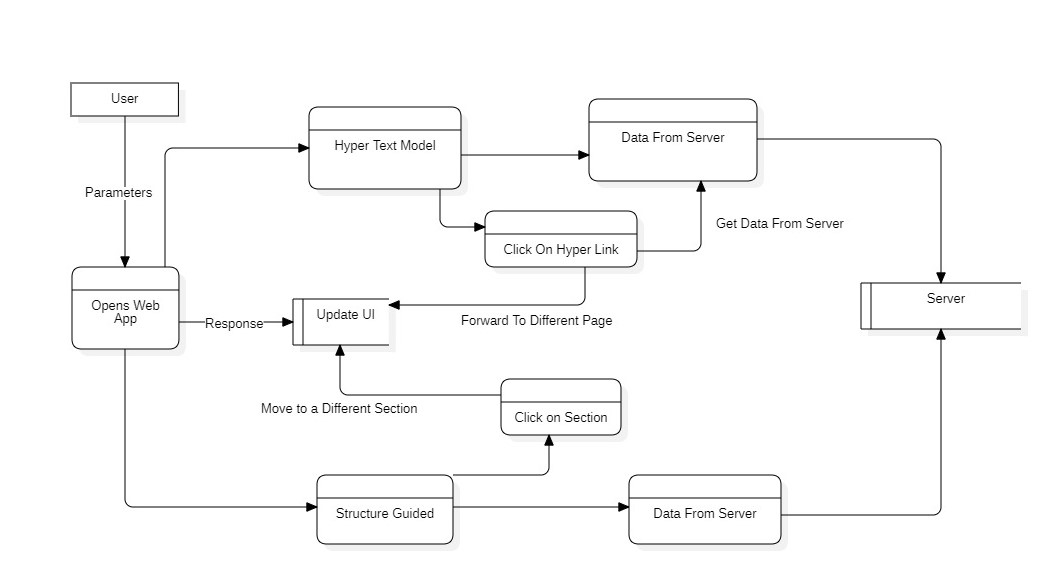 User
Hyper Text Model
Data From Server
Parameters
Click On Hyper Link
Get Data From Server
Opens Web
App
Response
Update UI
Forward To Different Page
Server
Move to a Different Section
Click on Section
Structure Guided
Data From Server